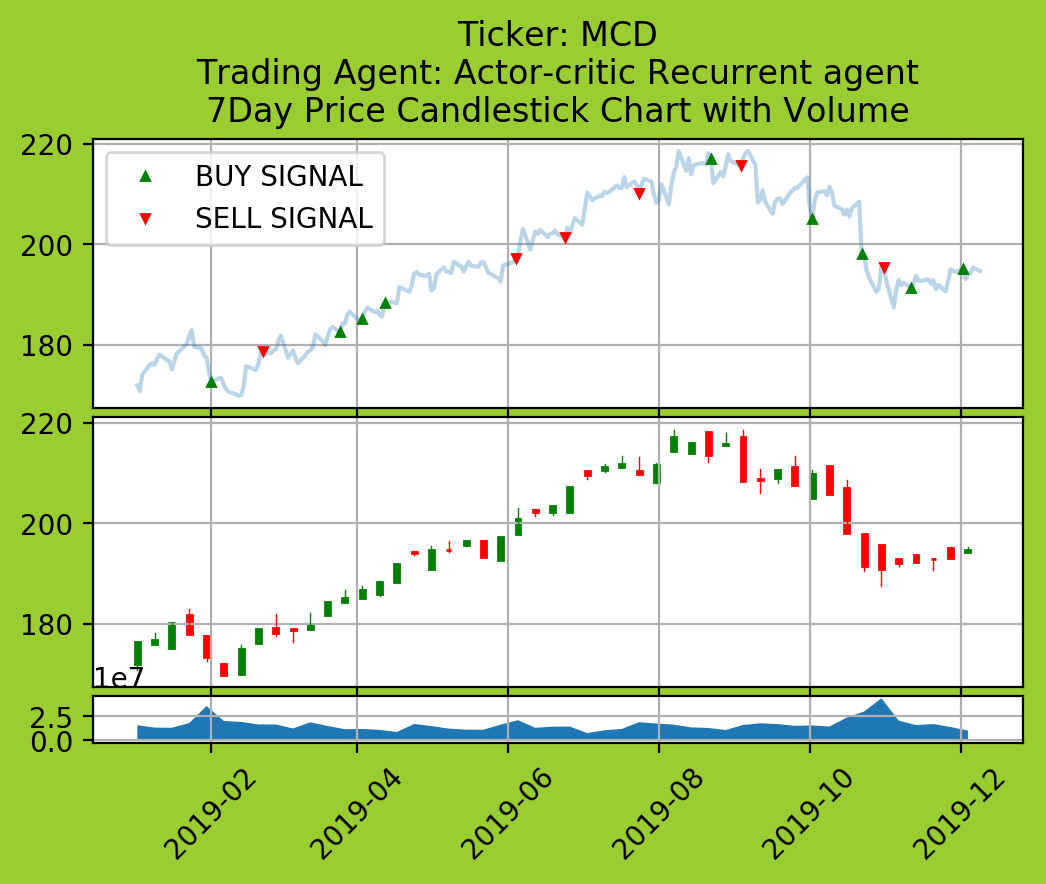 Ticker: MCD
Trading Agent: Actor-critic Recurrent agent
7Day Price Candlestick Chart with Volume
220
BUY SIGNAL
SELL SIGNAL
200
180
220
200
180
1e7
2.5
0.0
2019-02
2019-04
2019-06
2019-08
2019-10
2019-12